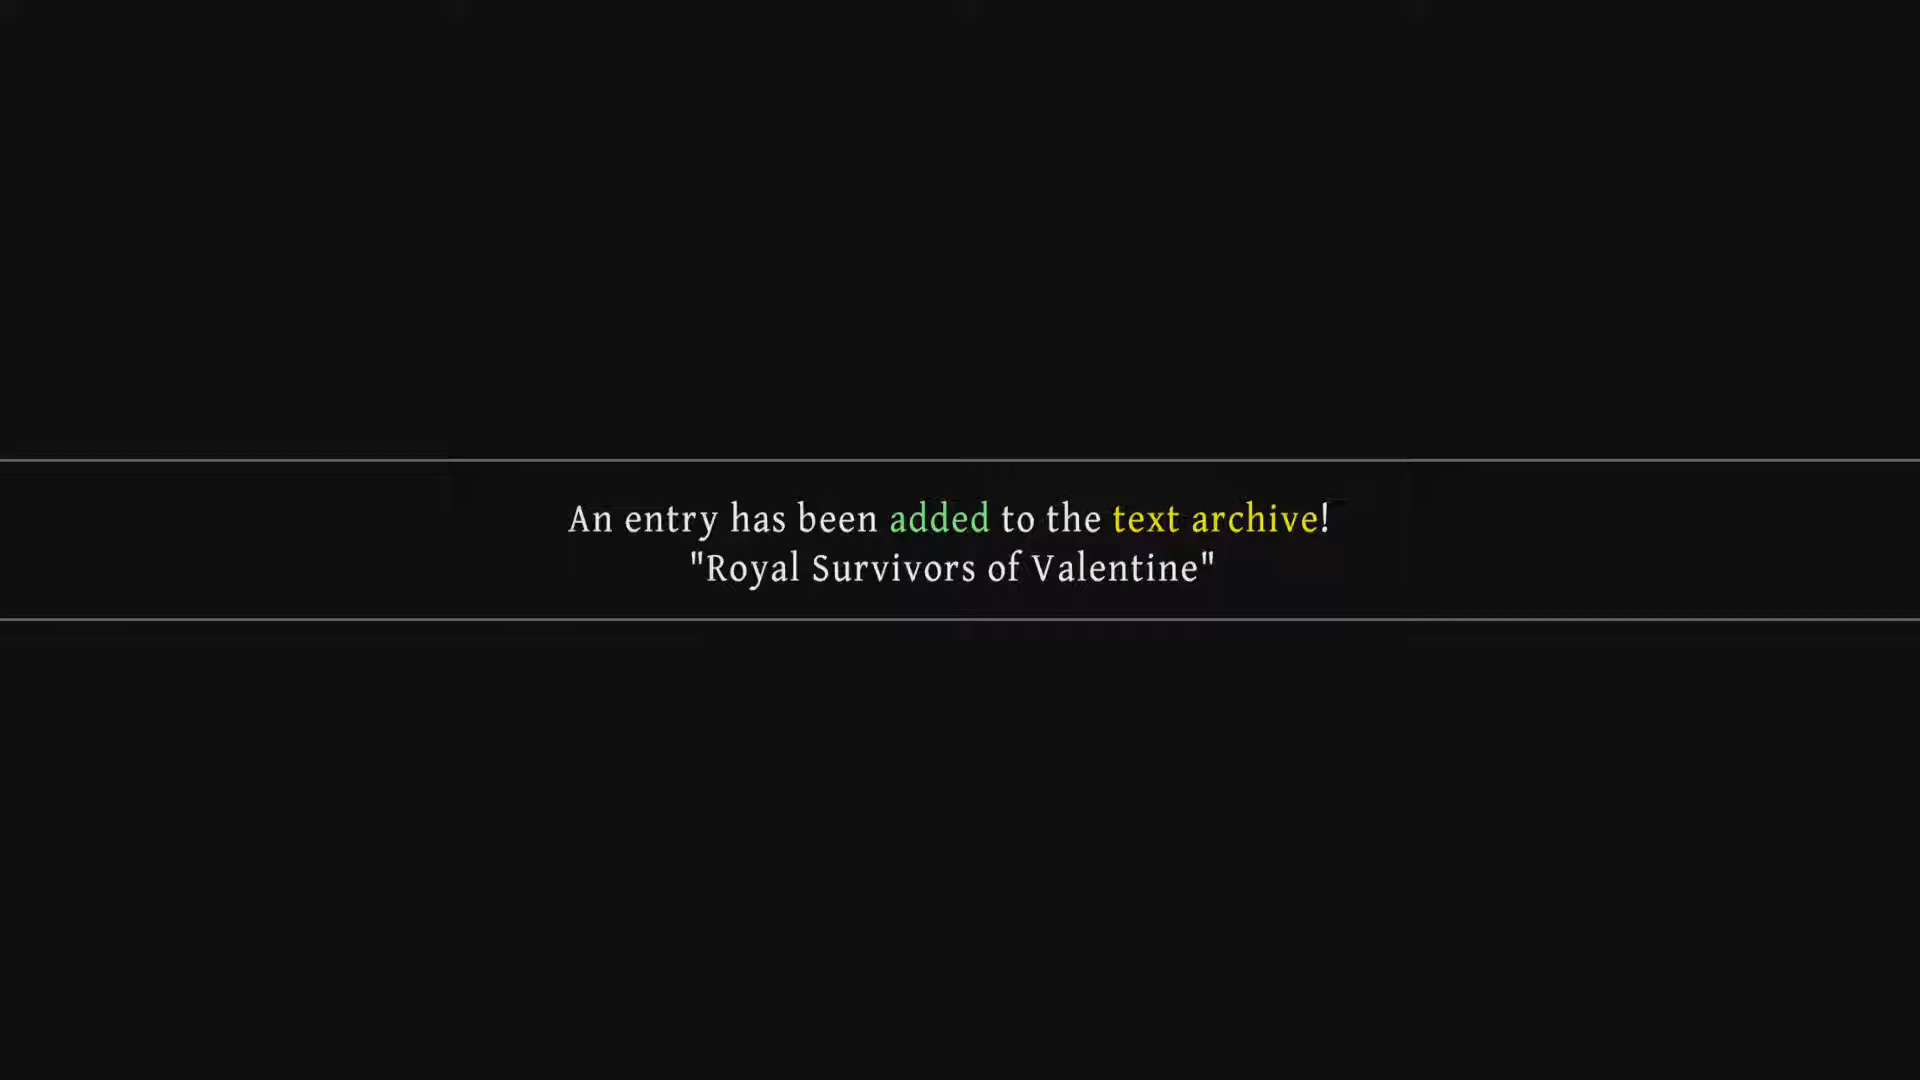 An entry has been added to the text archive!
"Royal Survivors of Valentine"